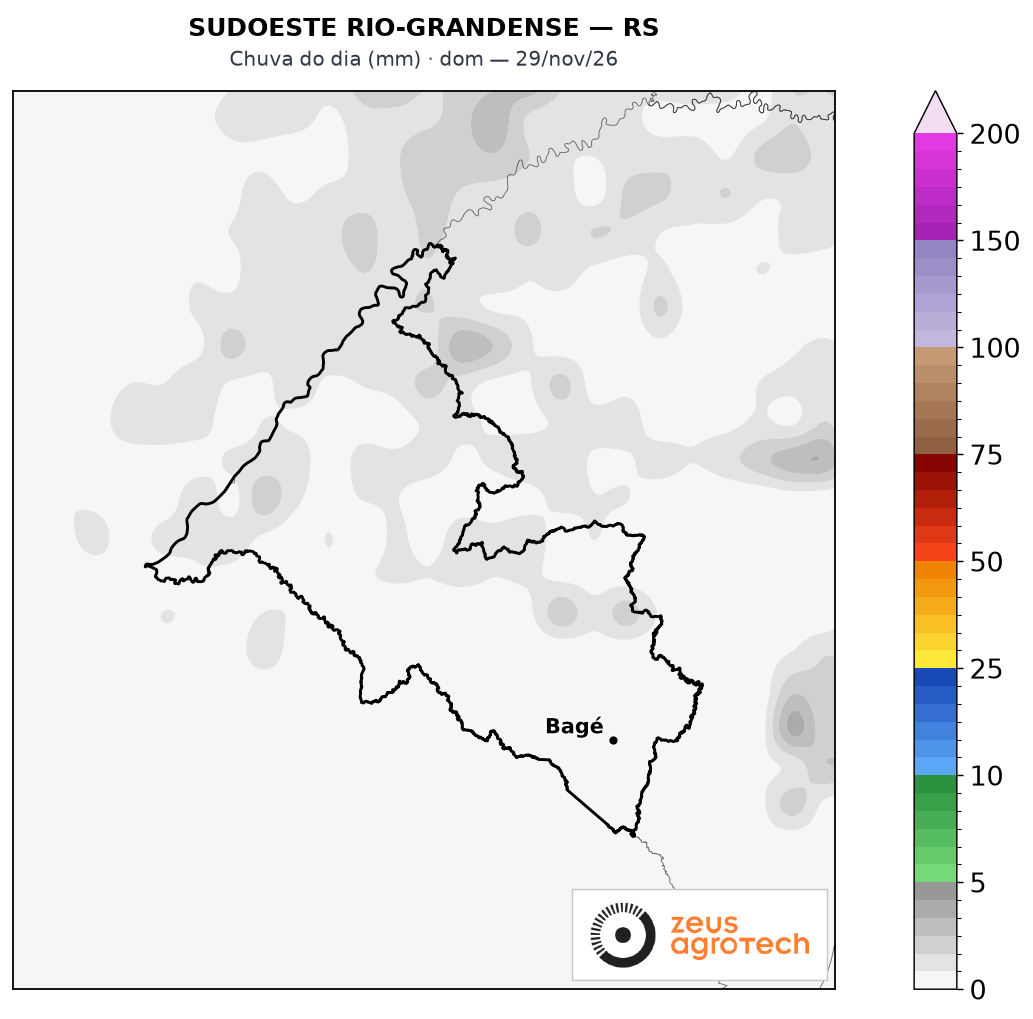 SUDOESTE RIO-GRANDENSE — RS
Chuva do dia (mm) · dom — 29/nov/26
200
150
100
75
50
25
10
5
0
Bagé
zeus
agrotech